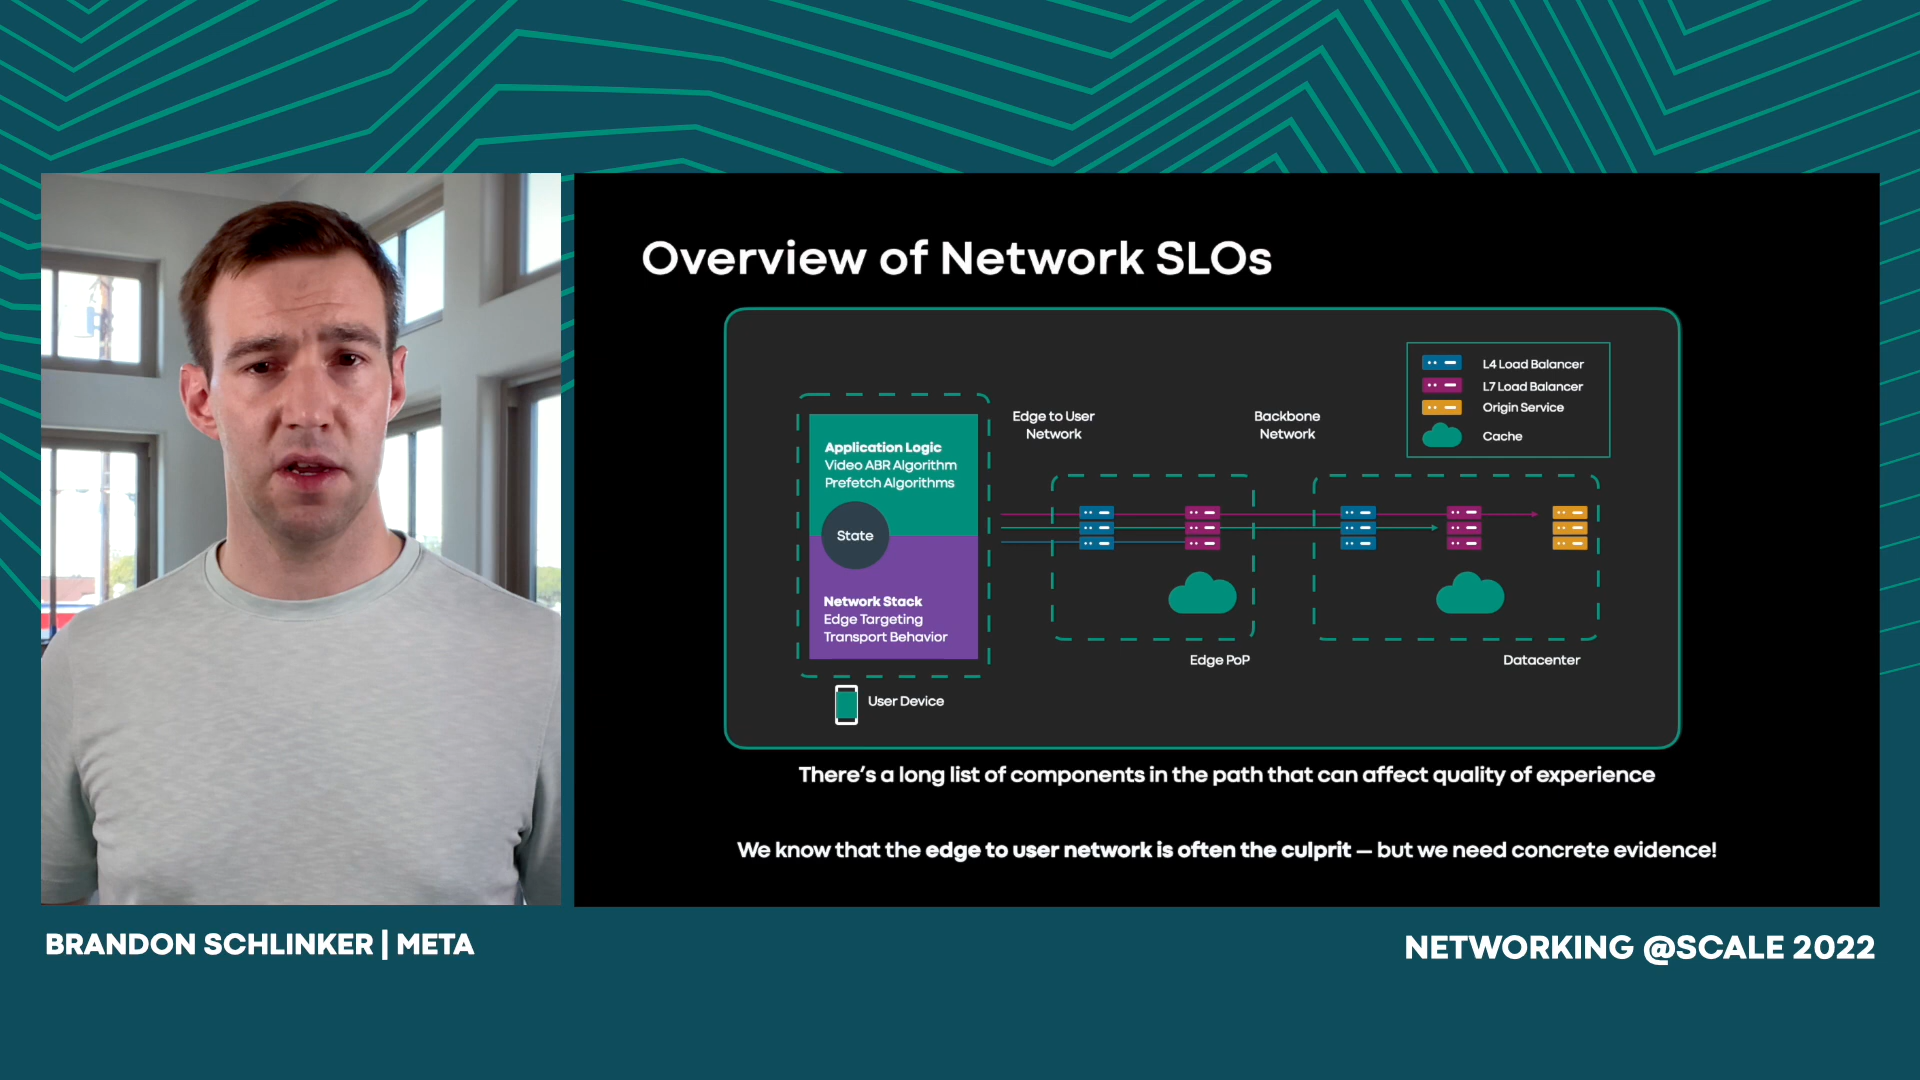 Overview of Network SLOs
L4 Load Balancer
L7 Load Balancer
Origin Service
Cache
Edge to User
Network
Backbone
Network
Application Logic
Video ABR Algorithm
Prefetch Algorithms
State
Network Stack
Edge Targeting
Transport Behavior
Edge PoP
Datacenter
User Device
There's a long list of components in the path that can affect quality of experience
We know that the edge to user network is often the culprit — but we need concrete evidence!
BRANDON SCHLINKER | META
NETWORKING @SCALE 2022